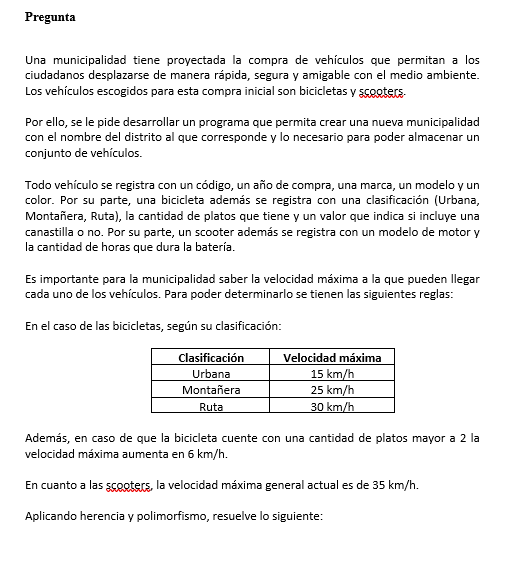 Pregunta
Una municipalidad tiene proyectada la compra de vehículos que permitan a los
ciudadanos desplazarse de manera rápida, segura y amigable con el medio ambiente.
Los vehículos escogidos para esta compra inicial son bicicletas y scooters.
Por ello, se le pide desarrollar un programa que permita crear una nueva municipalidad
con el nombre del distrito al que corresponde y lo necesario para poder almacenar un
conjunto de vehículos.
Todo vehículo se registra con un código, un año de compra, una marca, un modelo y un
color. Por su parte, una bicicleta además se registra con una clasificación (Urbana,
Montañera, Ruta), la cantidad de platos que tiene y un valor que indica si incluye una
canastilla o no. Por su parte, un scooter además se registra con un modelo de motor y
la cantidad de horas que dura la batería.
Es importante para la municipalidad saber la velocidad máxima a la que pueden llegar
cada uno de los vehículos. Para poder determinarlo se tienen las siguientes reglas:
En el caso de las bicicletas, según su clasificación:
Clasificación Velocidad máxima
Urbana 15 km/h
Montañera 25 km/h
Ruta 30 km/h
Además, en caso de que la bicicleta cuente con una cantidad de platos mayor a 2 la
velocidad máxima aumenta en 6 km/h.
En cuanto a las scooters, la velocidad máxima general actual es de 35 km/h.
Aplicando herencia y polimorfismo, resuelve lo siguiente: